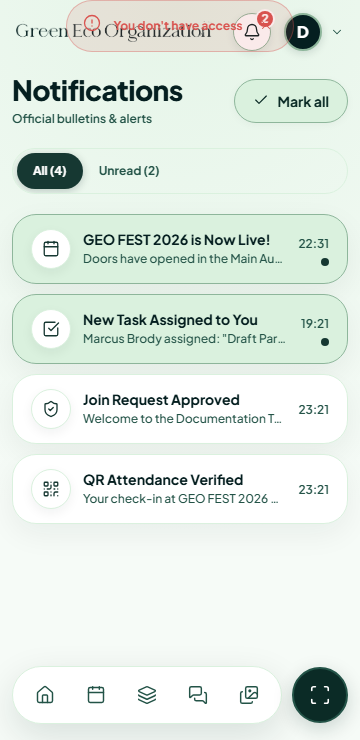 You don't have access
Green Eco Organization
2
D
Notifications
Official bulletins & alerts
Mark all
All (4)
Unread (2)
GEO FEST 2026 is Now Live!
22:31
Doors have opened in the Main Au...
New Task Assigned to You
19:21
Marcus Brody assigned: "Draft Par...
Join Request Approved
23:21
Welcome to the Documentation T...
QR Attendance Verified
23:21
Your check-in at GEO FEST 2026 ...